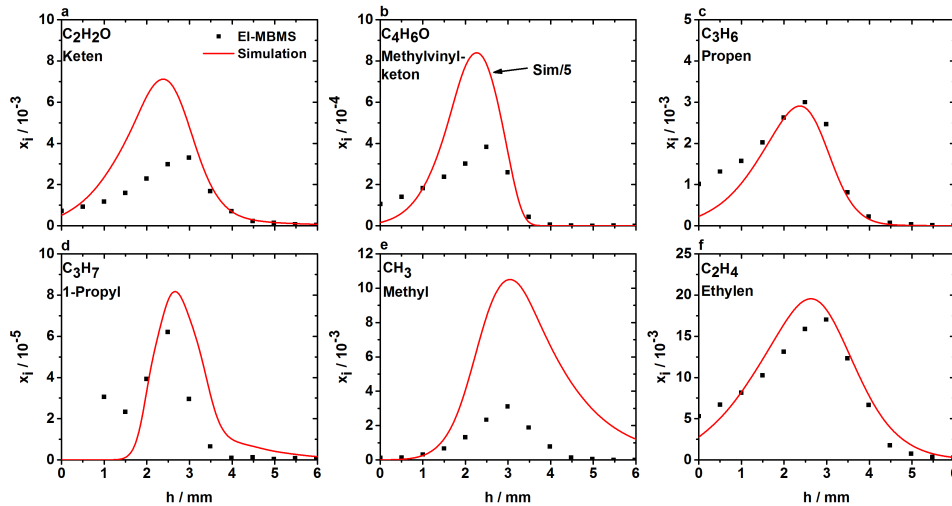 a
C2H2O
Keten
EI-MBMS
Simulation
xi / 10-3
10
8
6
4
2
0
b
C4H6O
Methylvinyl-
keton
Sim/5
xi / 10-4
10
8
6
4
2
0
c
C3H6
Propen
xi / 10-3
5
4
3
2
1
0
d
C3H7
1-Propyl
xi / 10-5
10
8
6
4
2
0
0 1 2 3 4 5 6
h / mm
e
CH3
Methyl
xi / 10-3
12
10
8
6
4
2
0
0 1 2 3 4 5 6
h / mm
f
C2H4
Ethylen
xi / 10-3
25
20
15
10
5
0
0 1 2 3 4 5 6
h / mm